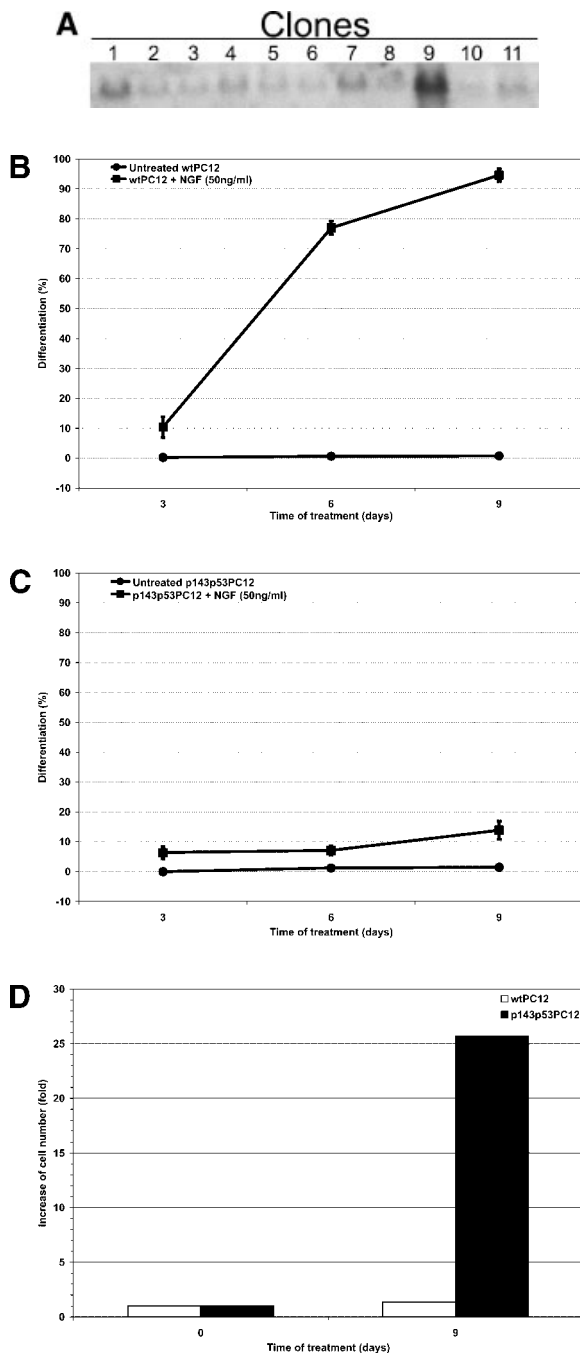 A
Clones
1 2 3 4 5 6 7 8 9 10 11
B
Untreated wtPC12
wtPC12 + NGF (50ng/ml)
100
90
80
70
60
50
40
30
20
10
0
-10
Differentiation (%)
3 6 9
Time of treatment (days)
C
Untreated p143p53PC12
p143p53PC12 + NGF (50ng/ml)
100
90
80
70
60
50
40
30
20
10
0
-10
Differentiation (%)
3 6 9
Time of treatment (days)
D
wtPC12
p143p53PC12
30
25
20
15
10
5
0
Increase of cell number (fold)
0 9
Time of treatment (days)